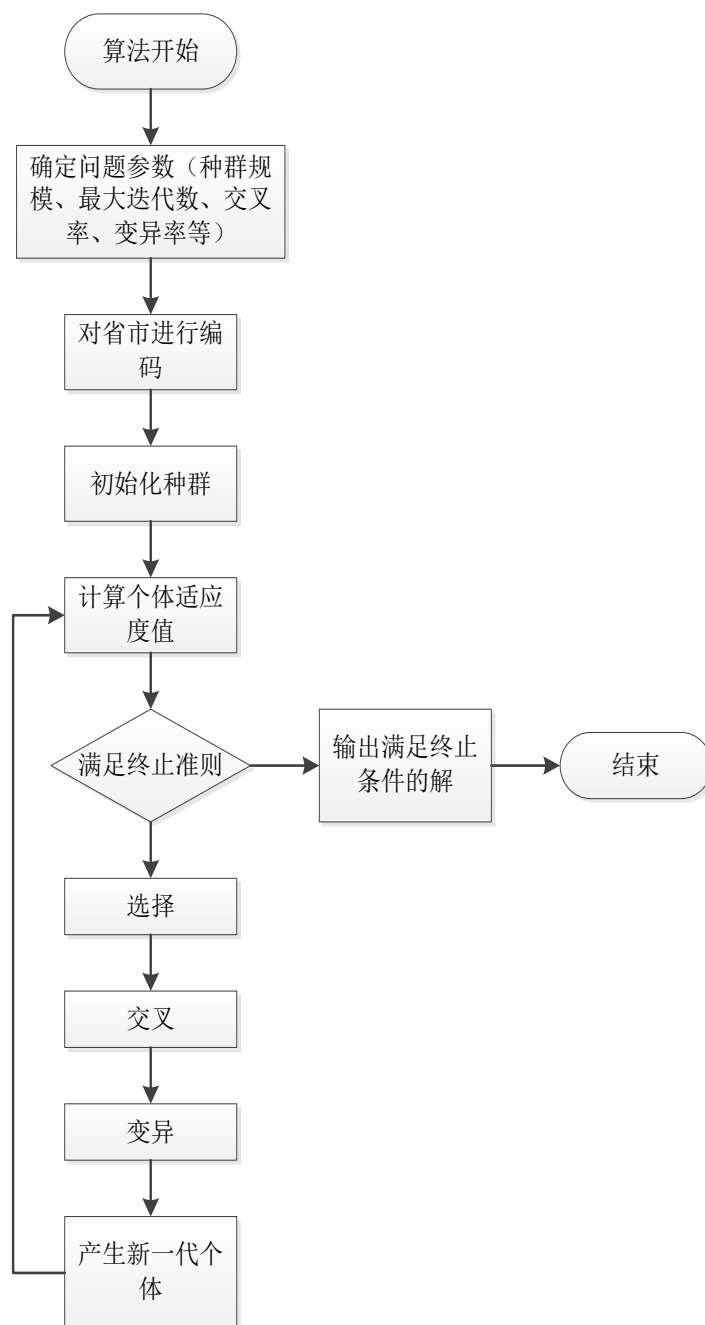 算法开始
确定问题参数（种群规
模、最大迭代数、交叉
率、变异率等）
对省市进行编
码
初始化种群
计算个体适应
度值
满足终止准则
输出满足终止
条件的解
结束
选择
交叉
变异
产生新一代个
体